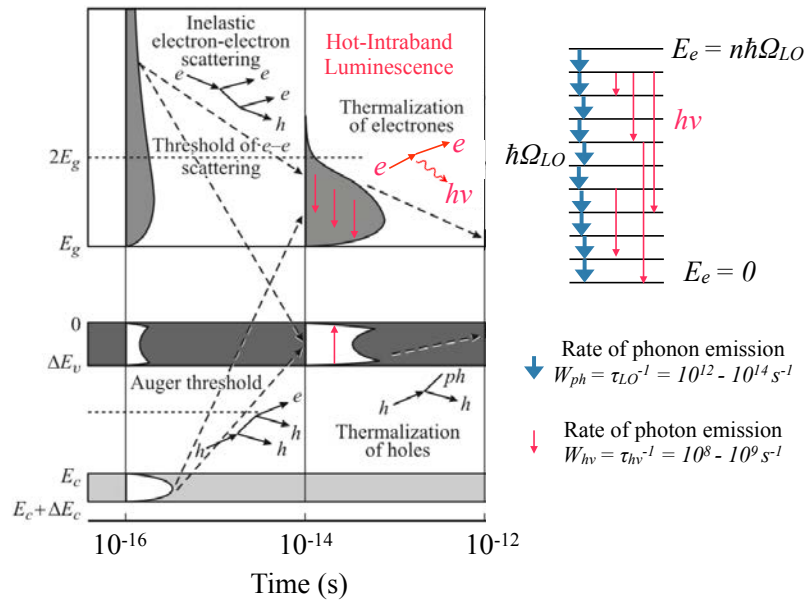 Inelastic
electron-electron
scattering
e
e
e
h
Hot-Intraband
Luminescence
Thermalization
of electrones
e
e
hν
2E_g
Threshold of e–e
scattering
E_g
0
ΔE_v
Auger threshold
e
h
h
h
ph
h
h
Thermalization
of holes
E_c
E_c + ΔE_c
10^-16
10^-14
10^-12
Time (s)
E_e = nħΩ_LO
hν
ħΩ_LO
E_e = 0
Rate of phonon emission
W_ph = τ_LO^-1 = 10^12 - 10^14 s^-1
Rate of photon emission
W_hν = τ_hν^-1 = 10^8 - 10^9 s^-1